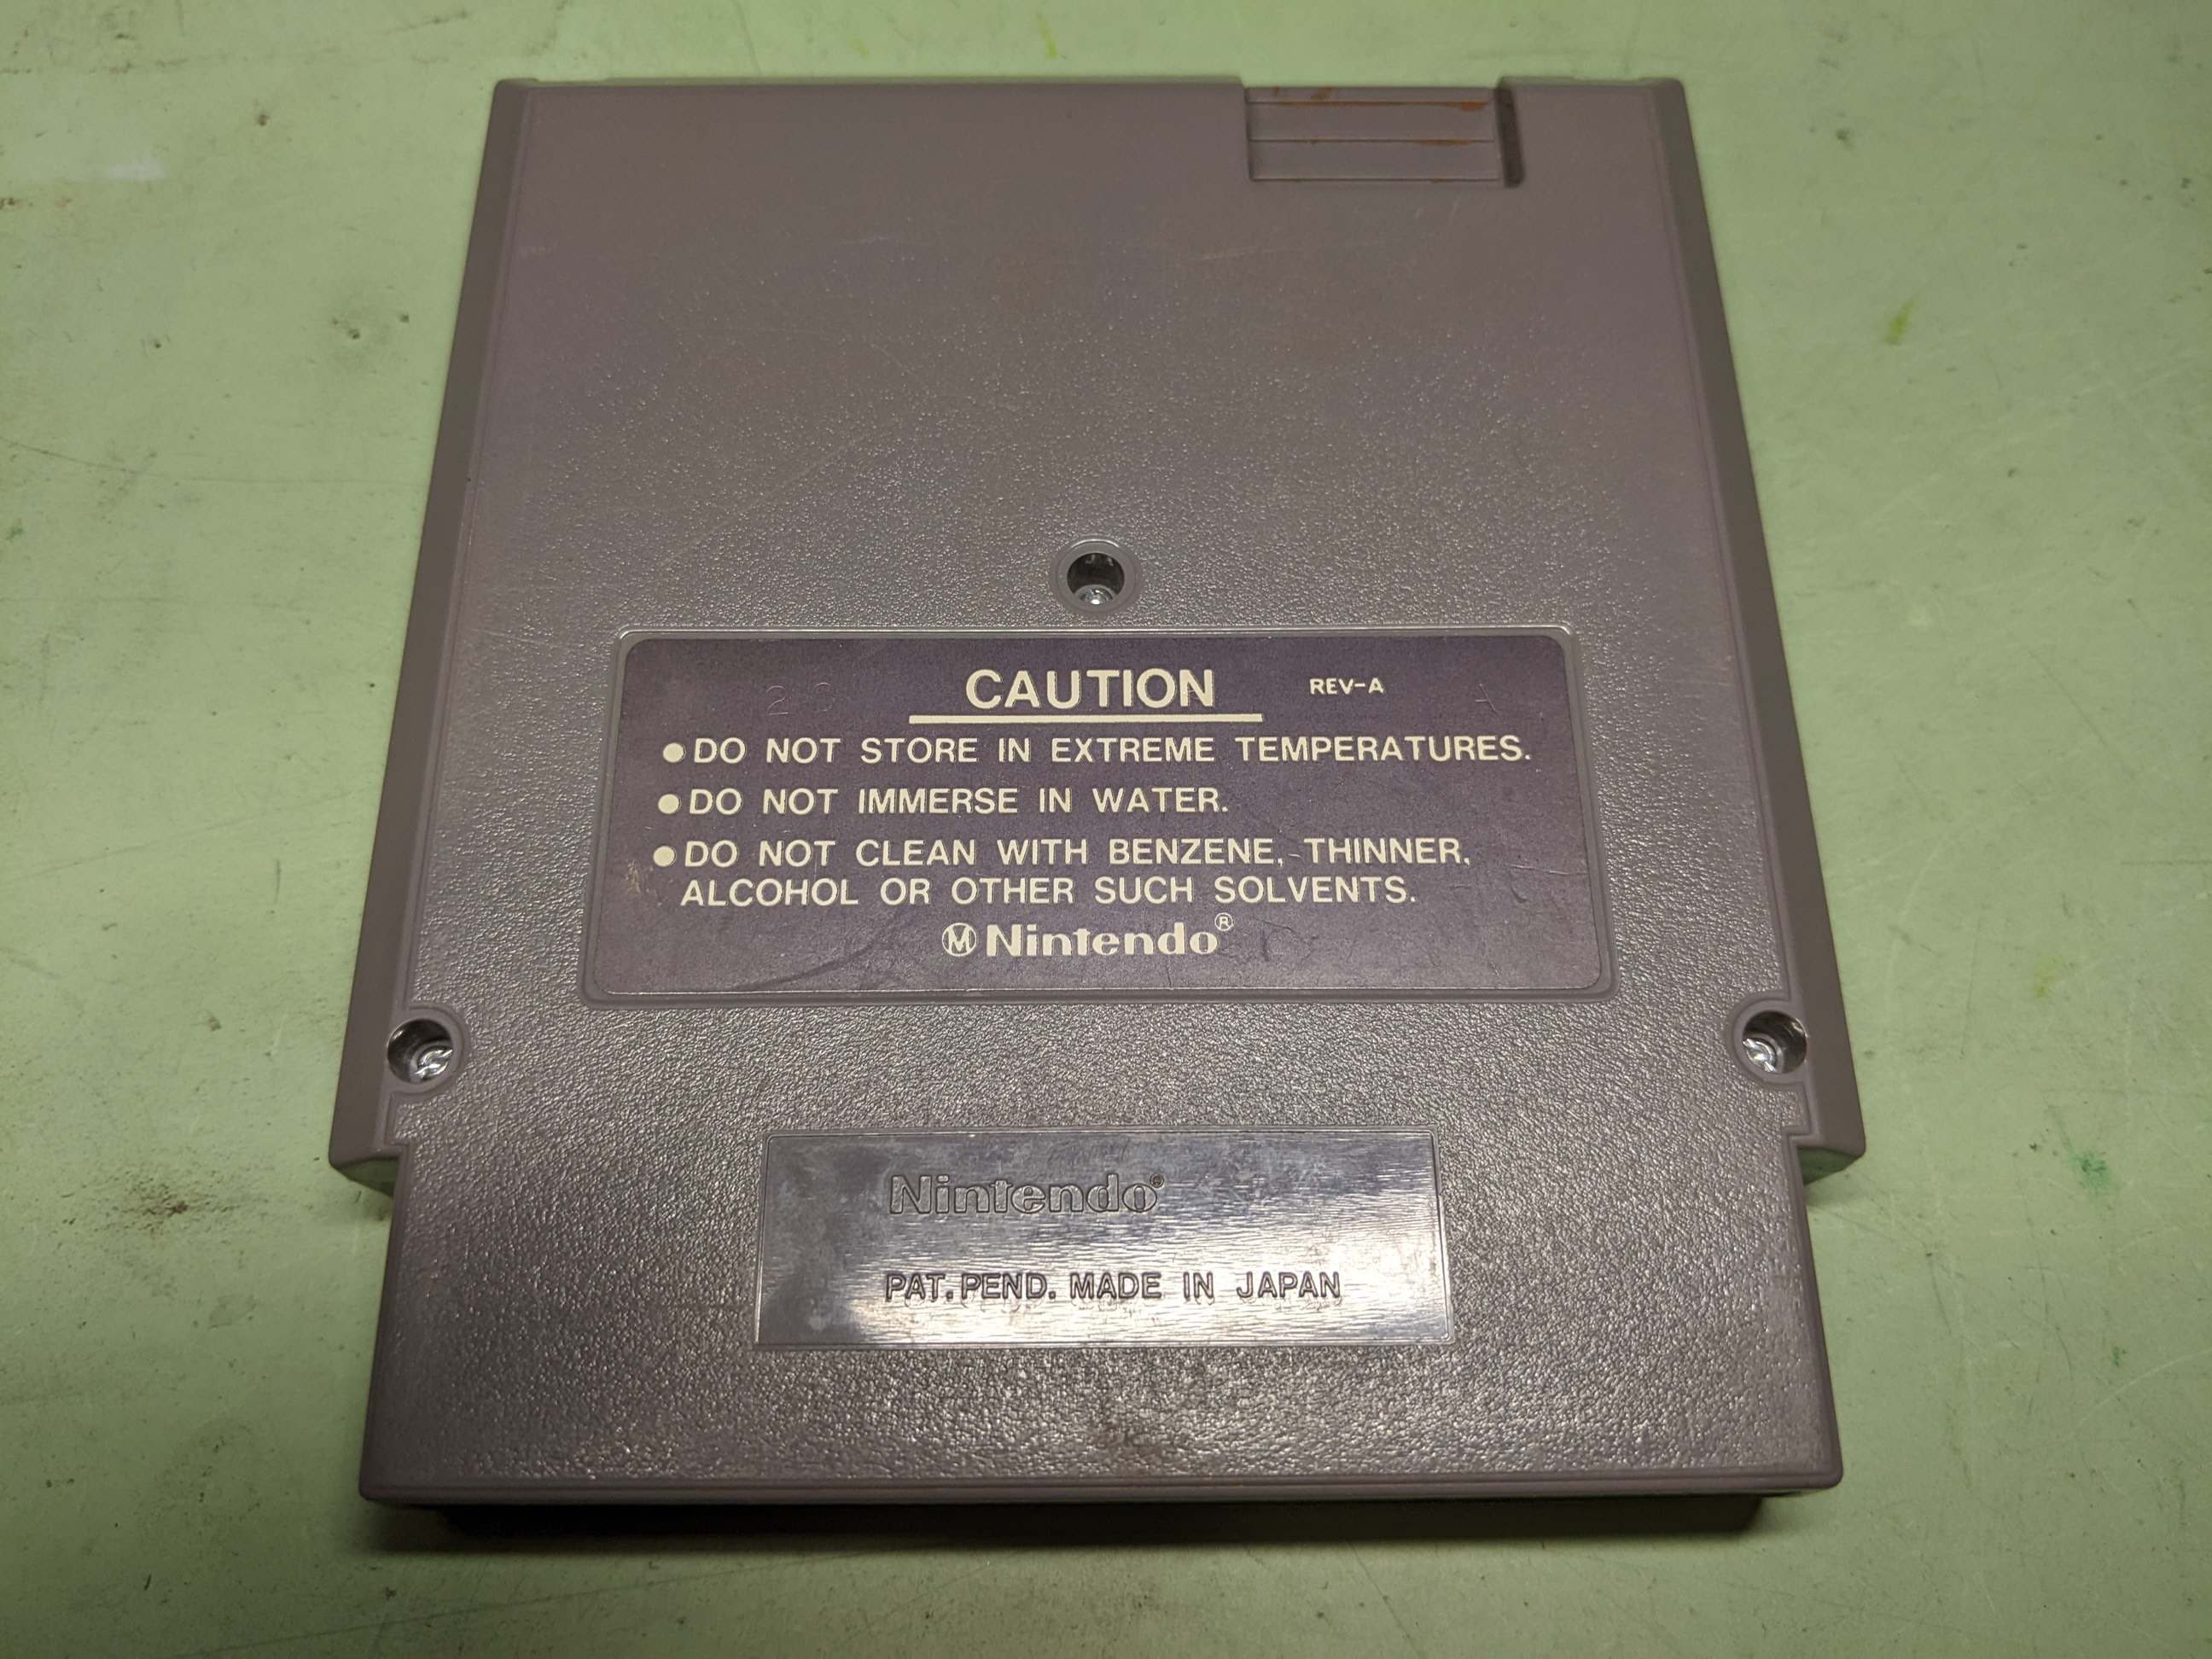 CAUTION REV-A
●DO NOT STORE IN EXTREME TEMPERATURES.
●DO NOT IMMERSE IN WATER.
●DO NOT CLEAN WITH BENZENE, THINNER,
ALCOHOL OR OTHER SUCH SOLVENTS.
Ⓜ Nintendo®
Nintendo®
PAT. PEND. MADE IN JAPAN